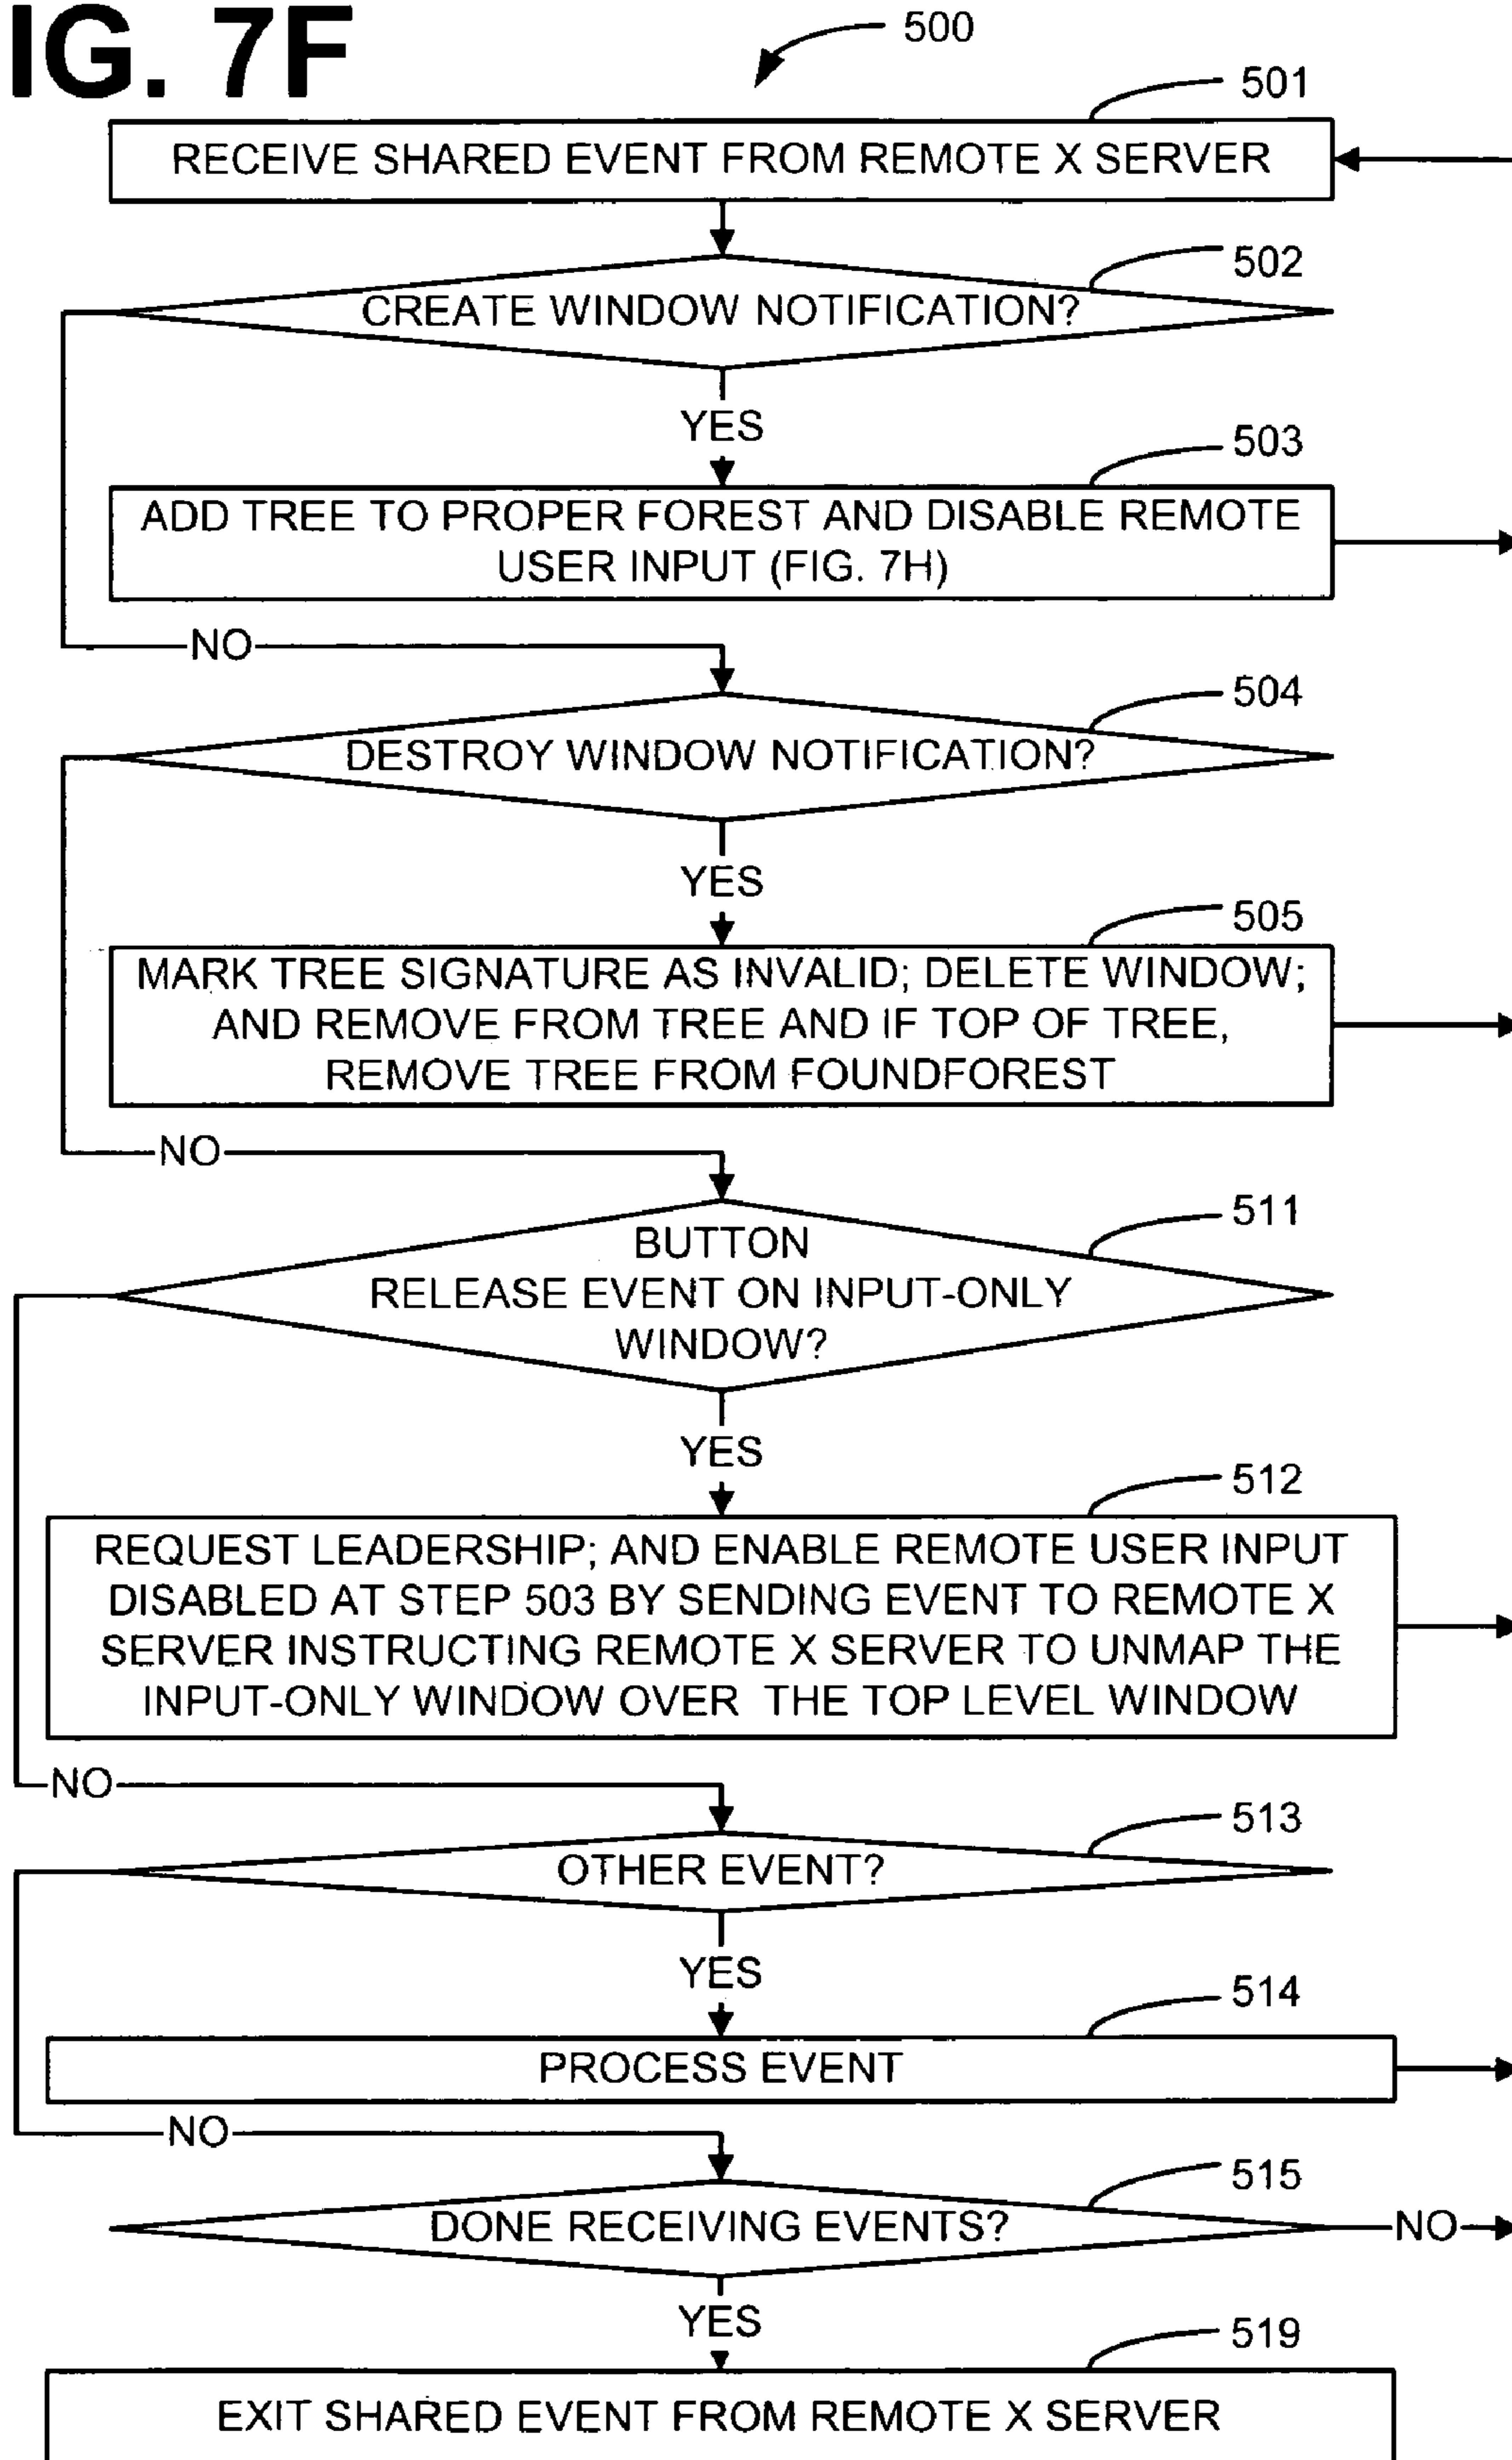 IG. 7F
500
501
RECEIVE SHARED EVENT FROM REMOTE X SERVER
502
CREATE WINDOW NOTIFICATION?
YES
503
ADD TREE TO PROPER FOREST AND DISABLE REMOTE
USER INPUT (FIG. 7H)
NO
504
DESTROY WINDOW NOTIFICATION?
YES
505
MARK TREE SIGNATURE AS INVALID; DELETE WINDOW;
AND REMOVE FROM TREE AND IF TOP OF TREE,
REMOVE TREE FROM FOUNDFOREST
NO
511
BUTTON
RELEASE EVENT ON INPUT-ONLY
WINDOW?
YES
512
REQUEST LEADERSHIP; AND ENABLE REMOTE USER INPUT
DISABLED AT STEP 503 BY SENDING EVENT TO REMOTE X
SERVER INSTRUCTING REMOTE X SERVER TO UNMAP THE
INPUT-ONLY WINDOW OVER THE TOP LEVEL WINDOW
NO
513
OTHER EVENT?
YES
514
PROCESS EVENT
NO
515
DONE RECEIVING EVENTS?
NO
YES
519
EXIT SHARED EVENT FROM REMOTE X SERVER